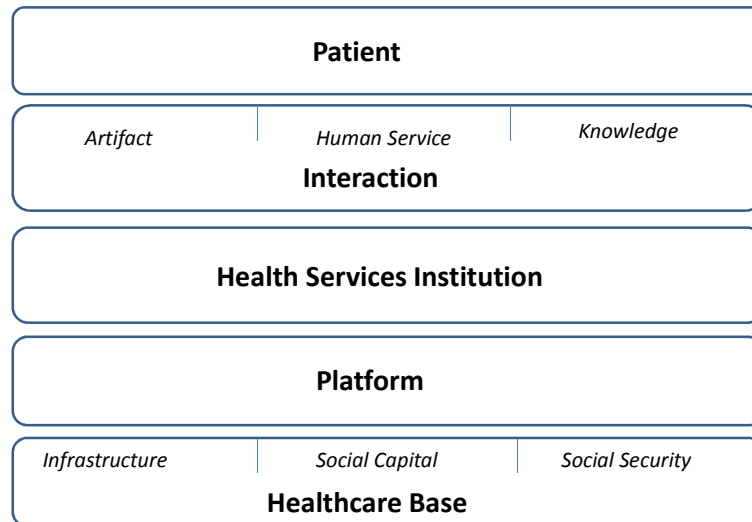 Patient
Artifact Human Service Knowledge
Interaction
Health Services Institution
Platform
Infrastructure Social Capital Social Security
Healthcare Base